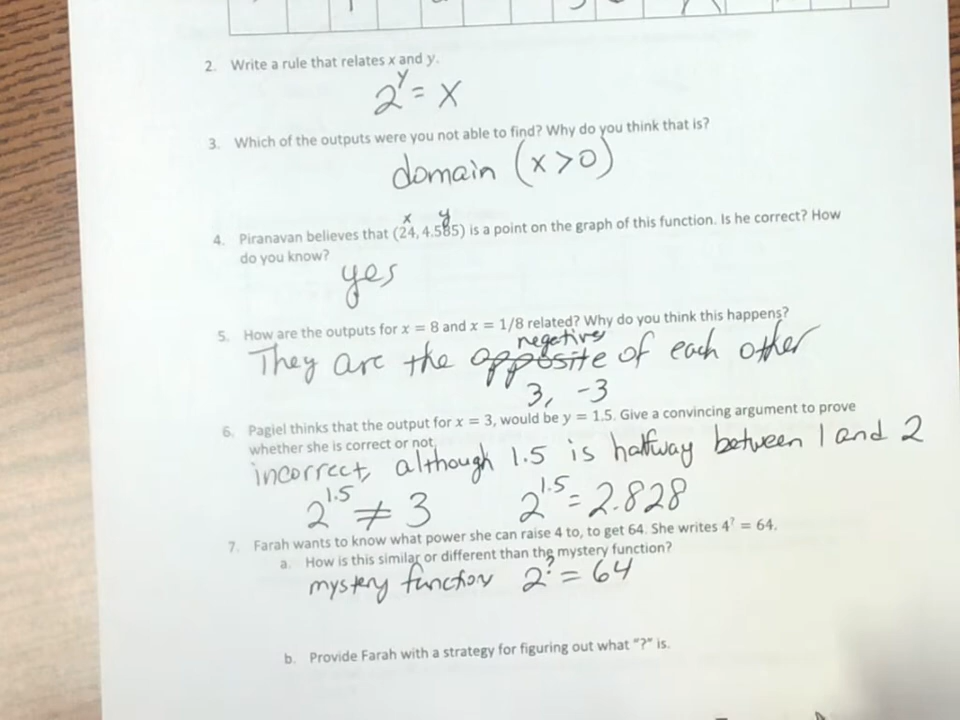 2. Write a rule that relates x and y.
2^y = x
3. Which of the outputs were you not able to find? Why do you think that is?
domain (x > 0)
x y
4. Piranavan believes that (24, 4.585) is a point on the graph of this function. Is he correct? How
do you know?
yes
5. How are the outputs for x = 8 and x = 1/8 related? Why do you think this happens?
negative
They are the opposite of each other
3, -3
6. Pagiel thinks that the output for x = 3, would be y = 1.5. Give a convincing argument to prove
whether she is correct or not.
incorrect, although 1.5 is halfway between 1 and 2
2^1.5 ≠ 3 2^1.5 = 2.828
7. Farah wants to know what power she can raise 4 to, to get 64. She writes 4^? = 64.
a. How is this similar or different than the mystery function?
mystery function 2^? = 64
b. Provide Farah with a strategy for figuring out what "?" is.